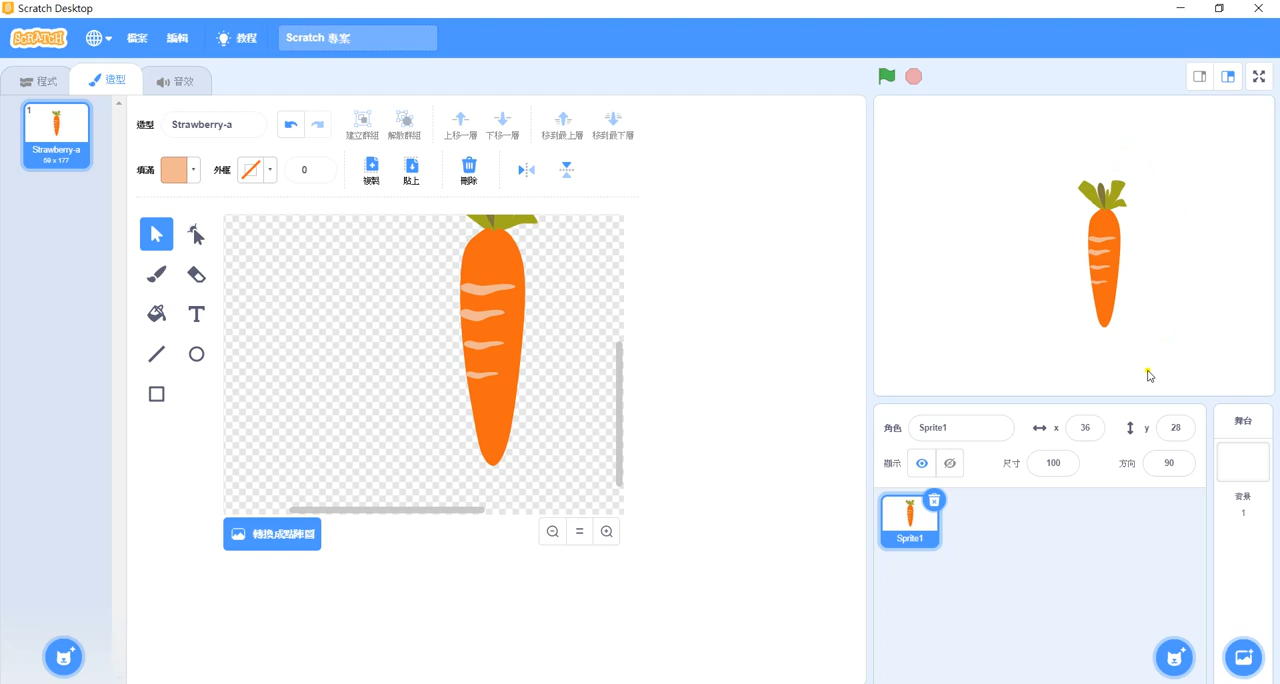 Scratch Desktop
SCRATCH 檔案 編輯 教程 Scratch 專案
程式 造型 音效
1
Strawberry-a
59 x 177
造型 Strawberry-a 建立群組 解散群組 上移一層 下移一層 移到最上層 移到最下層
填滿 外框 0 複製 貼上 刪除
T
轉換成點陣圖
角色 Sprite1 x 36 y 28
顯示 尺寸 100 方向 90
Sprite1
舞台
背景
1